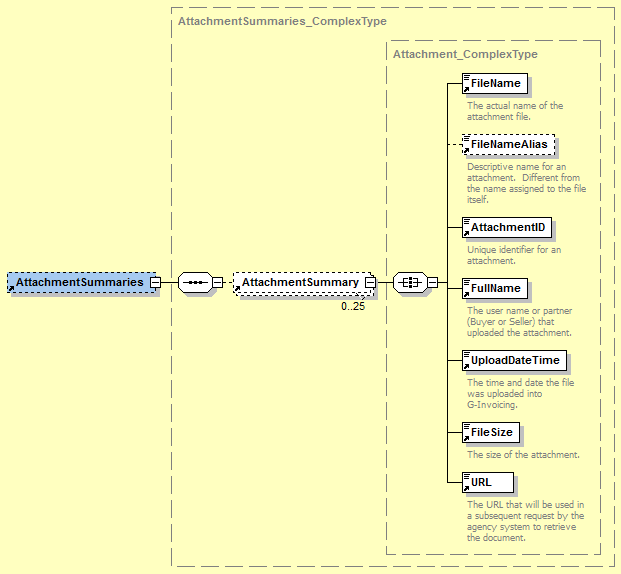 AttachmentSummaries_ComplexType
Attachment_ComplexType
FileName
The actual name of the
attachment file.
FileNameAlias
Descriptive name for an
attachment.  Different from
the name assigned to the file
itself.
AttachmentID
Unique identifier for an
attachment.
AttachmentSummaries
AttachmentSummary
0..25
FullName
The user name or partner
(Buyer or Seller) that
uploaded the attachment.
UploadDateTime
The time and date the file
was uploaded into
G-Invoicing.
FileSize
The size of the attachment.
URL
The URL that will be used in
a subsequent request by the
agency system to retrieve
the document.